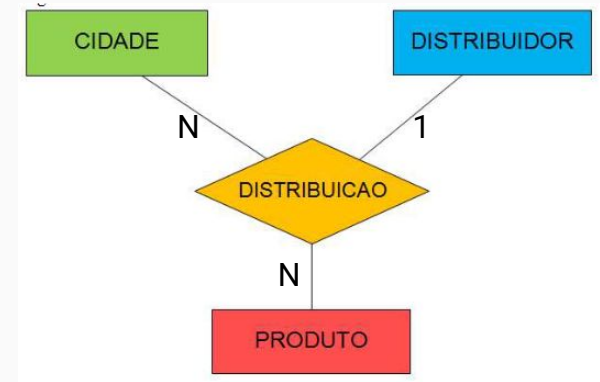 CIDADE
DISTRIBUIDOR
N
1
DISTRIBUICAO
N
PRODUTO